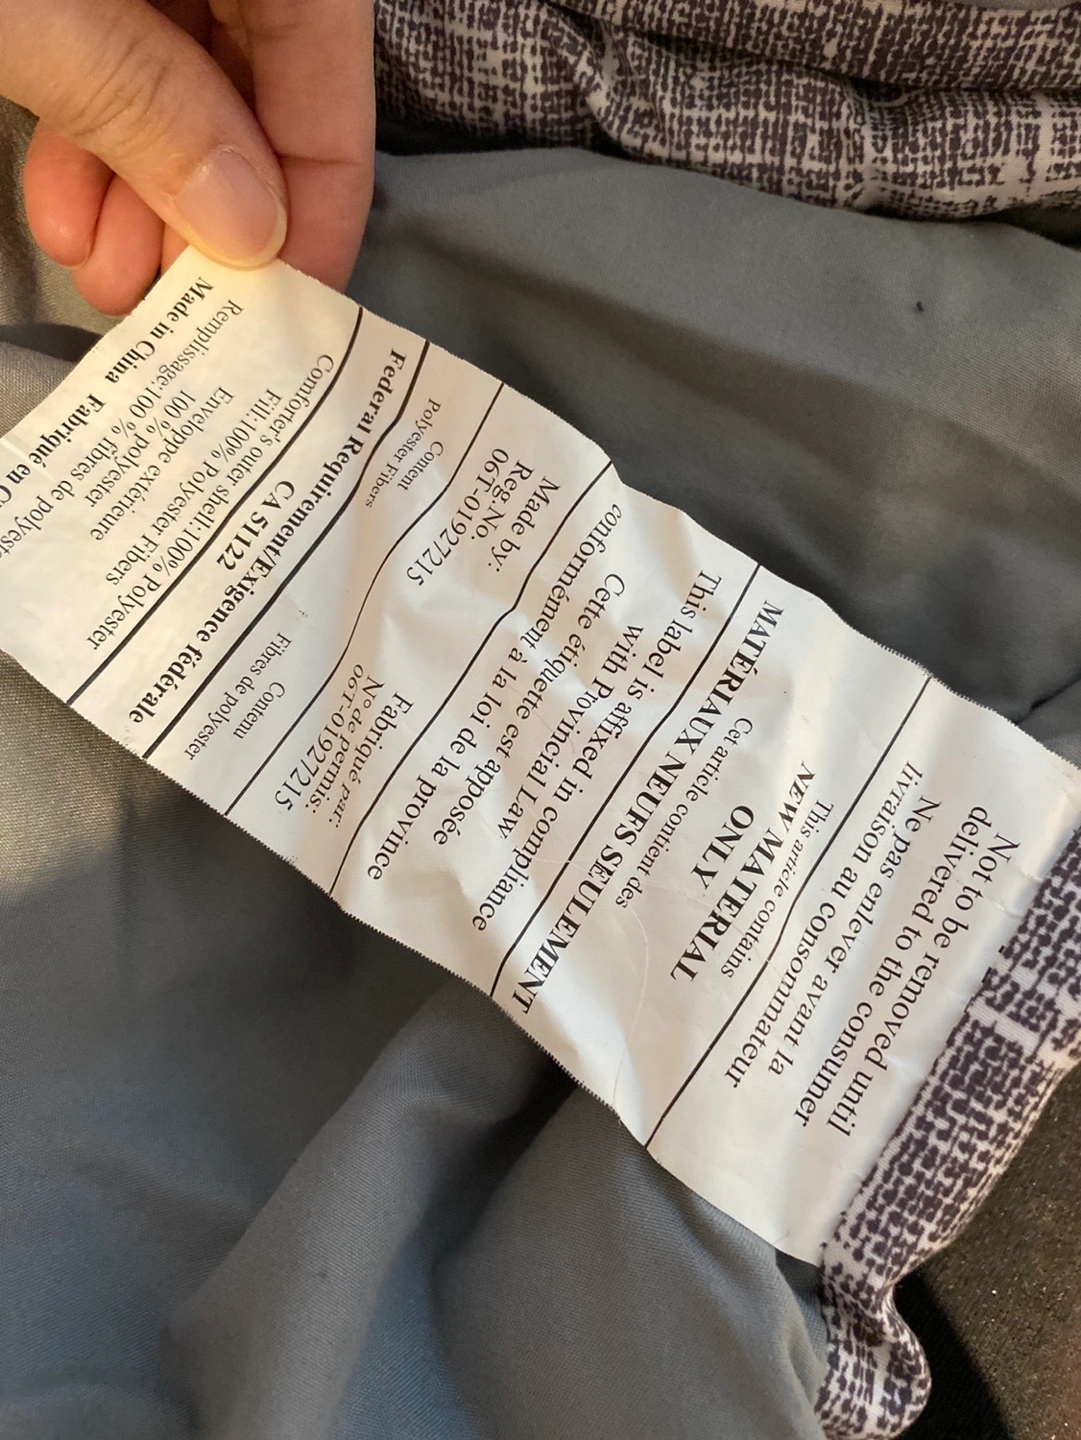 Not to be removed until
delivered to the consumer
Ne pas enlever avant la
livraison au consommateur
This article contains
NEW MATERIAL
ONLY
Cet article contient des
MATÉRIAUX NEUFS SEULEMENT
This label is affixed in compliance
with Provincial Law
Cette étiquette est apposée
conformément à la loi de la province
Made by:
Reg.No.
06T-01927215
Fabriqué par:
N° de permis:
06T-01927215
Content
Polyester Fibers
Contenu
Fibres de polyester
Federal Requirement/Exigence fédérale
CA 51122
Comforter's outer shell:100% Polyester
Fill:100% Polyester Fibers
Enveloppe extérieure
100% polyester
Remplissage:100 % fibres de
Made in China Fabriqué en